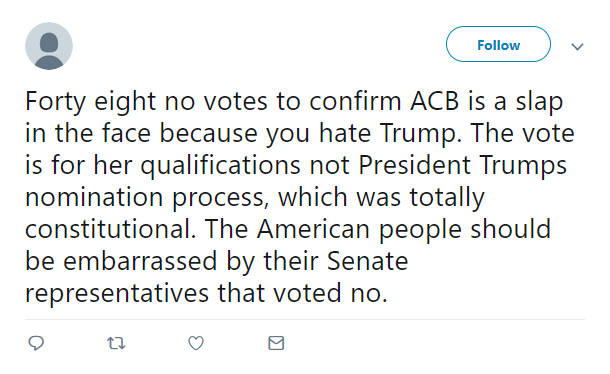 Follow
Forty eight no votes to confirm ACB is a slap
in the face because you hate Trump. The vote
is for her qualifications not President Trumps
nomination process, which was totally
constitutional. The American people should
be embarrassed by their Senate
representatives that voted no.